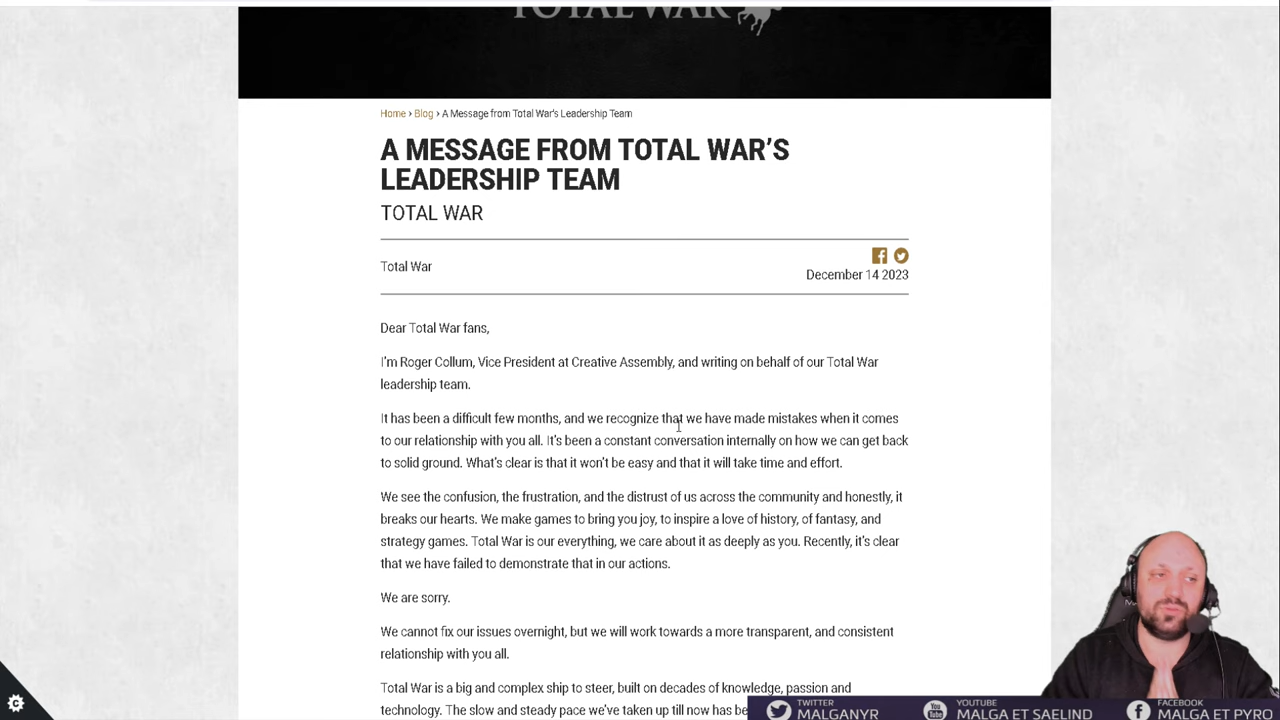 TOTAL WAR
Home › Blog › A Message from Total War's Leadership Team
A MESSAGE FROM TOTAL WAR'S
LEADERSHIP TEAM
TOTAL WAR
Total War
December 14 2023
Dear Total War fans,
I'm Roger Collum, Vice President at Creative Assembly, and writing on behalf of our Total War
leadership team.
It has been a difficult few months, and we recognize that we have made mistakes when it comes
to our relationship with you all. It's been a constant conversation internally on how we can get back
to solid ground. What's clear is that it won't be easy and that it will take time and effort.
We see the confusion, the frustration, and the distrust of us across the community and honestly, it
breaks our hearts. We make games to bring you joy, to inspire a love of history, of fantasy, and
strategy games. Total War is our everything, we care about it as deeply as you. Recently, it's clear
that we have failed to demonstrate that in our actions.
We are sorry.
We cannot fix our issues overnight, but we will work towards a more transparent, and consistent
relationship with you all.
Total War is a big and complex ship to steer, built on decades of knowledge, passion and
technology. The slow and steady pace we've taken up till now has be
TWITTER
MALGANYR
YOUTUBE
MALGA ET SAELIND
FACEBOOK
MALGA ET PYRO